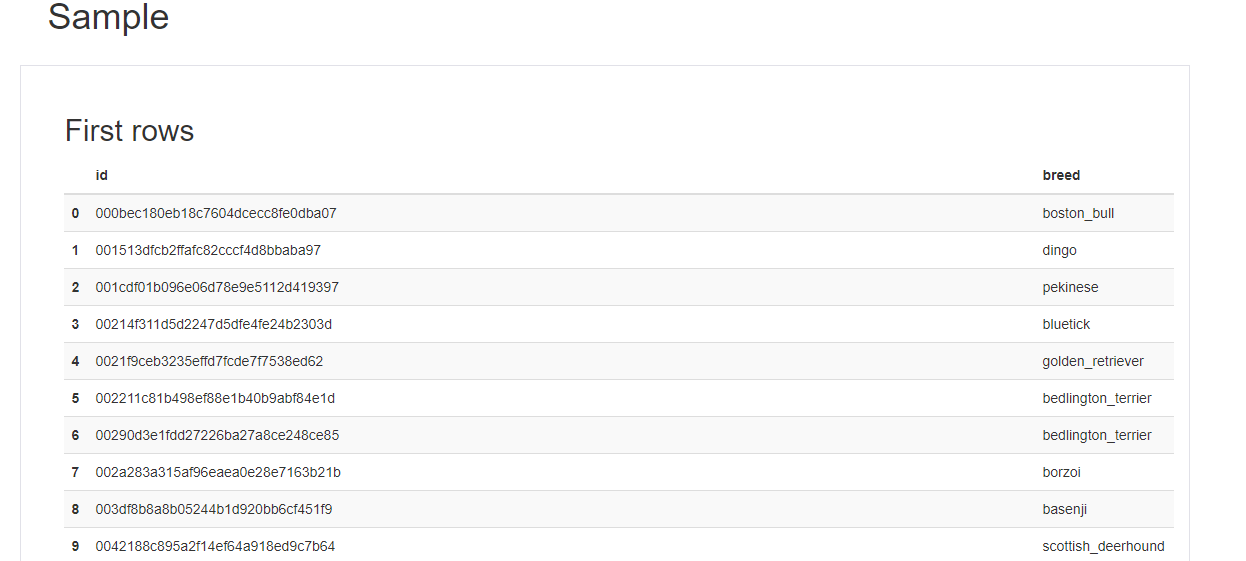 Sample
First rows
id breed
0 000bec180eb18c7604dcecc8fe0dba07 boston_bull
1 001513dfcb2ffafc82cccf4d8bbaba97 dingo
2 001cdf01b096e06d78e9e5112d419397 pekinese
3 00214f311d5d2247d5dfe4fe24b2303d bluetick
4 0021f9ceb3235effd7fcde7f7538ed62 golden_retriever
5 002211c81b498ef88e1b40b9abf84e1d bedlington_terrier
6 00290d3e1fdd27226ba27a8ce248ce85 bedlington_terrier
7 002a283a315af96eaea0e28e7163b21b borzoi
8 003df8b8a8b05244b1d920bb6cf451f9 basenji
9 0042188c895a2f14ef64a918ed9c7b64 scottish_deerhound